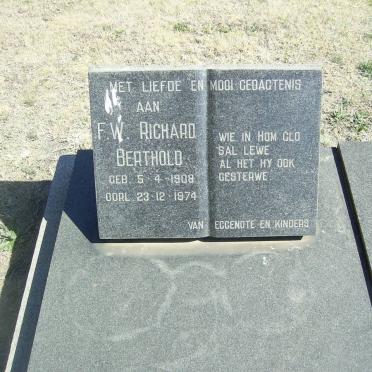 MET LIEFDE EN MOOI GEDAGTENIS
AAN
F.W. RICHARD
BERTHOLD
GEB. 5-4-1909
OORL. 23-12-1974
WIE IN HOM GLO
SAL LEWE
AL HET HY OOK
GESTERWE
VAN EGGENOTE EN KINDERS